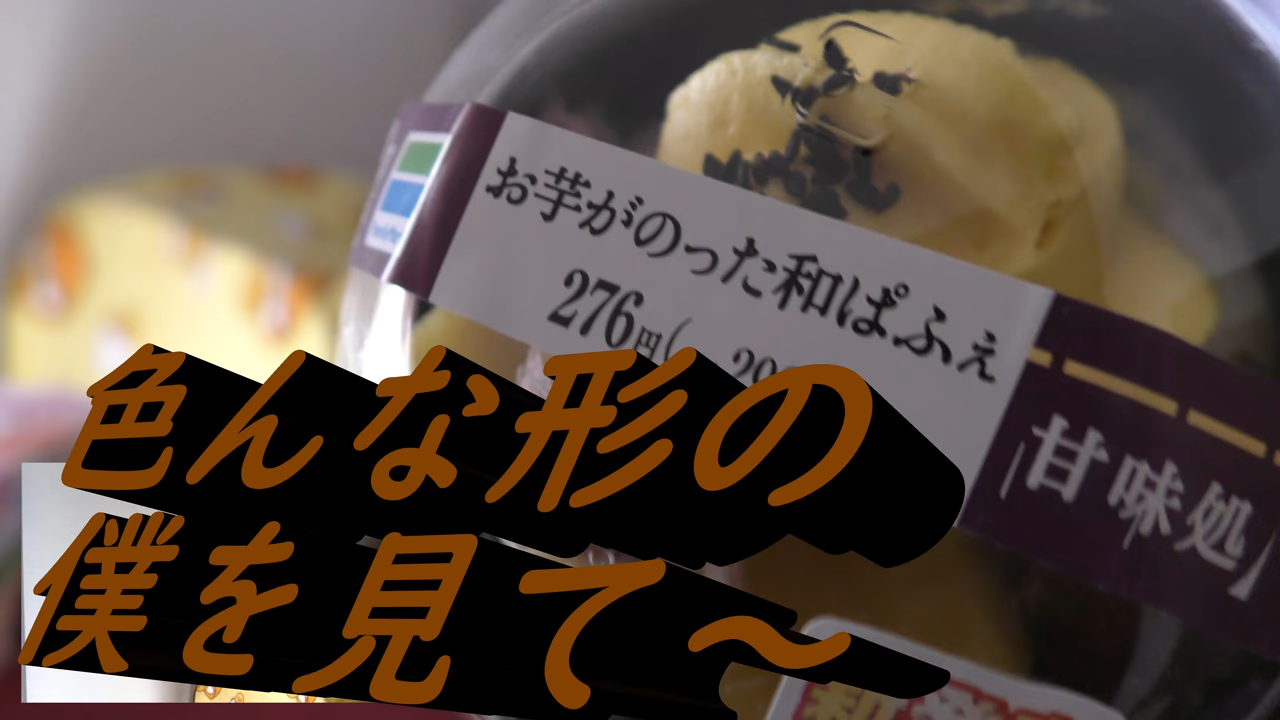 お芋がのった和ぱふぇ
276円(
甘味処
色んな形の
僕を見て～